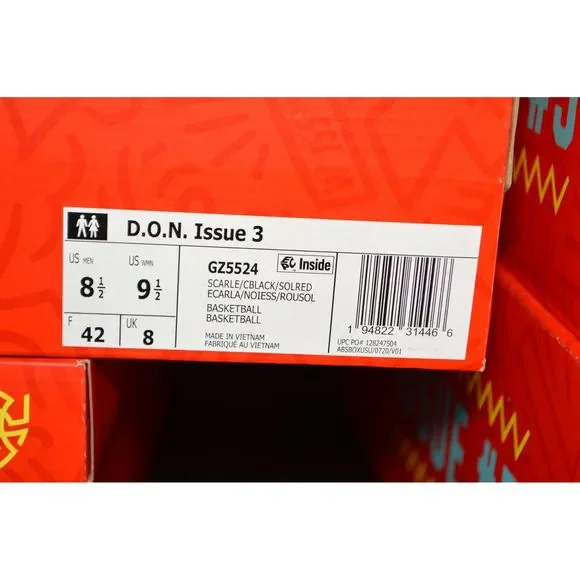 D.O.N. Issue 3
US MEN
8 1/2
US WMN
9 1/2
F
42
UK
8
GZ5524
Inside
SCARLE/CBLACK/SOLRED
ECARLA/NOIESS/ROUSOL
BASKETBALL
BASKETBALL
MADE IN VIETNAM
FABRIQUÉ AU VIETNAM
1 94822 31446 6
UPC PO# 128247504
ABSBOXUSU/0720/V01